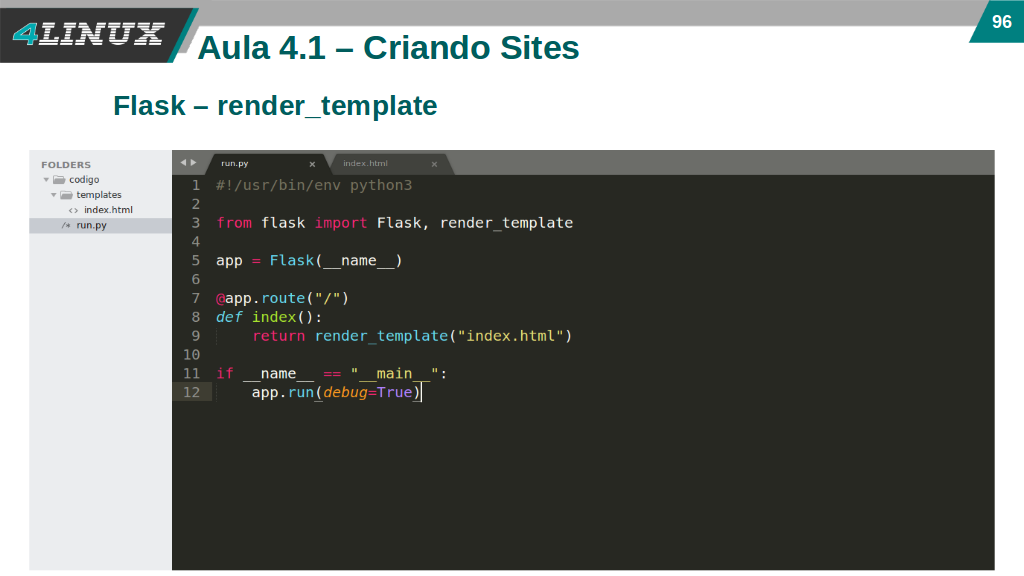 4LINUX
96
Aula 4.1 – Criando Sites
Flask – render_template
FOLDERS
codigo
templates
<> index.html
/* run.py
run.py ×
index.html ×
1 #!/usr/bin/env python3
2
3 from flask import Flask, render_template
4
5 app = Flask(__name__)
6
7 @app.route("/")
8 def index():
9     return render_template("index.html")
10
11 if __name__ == "__main__":
12     app.run(debug=True)